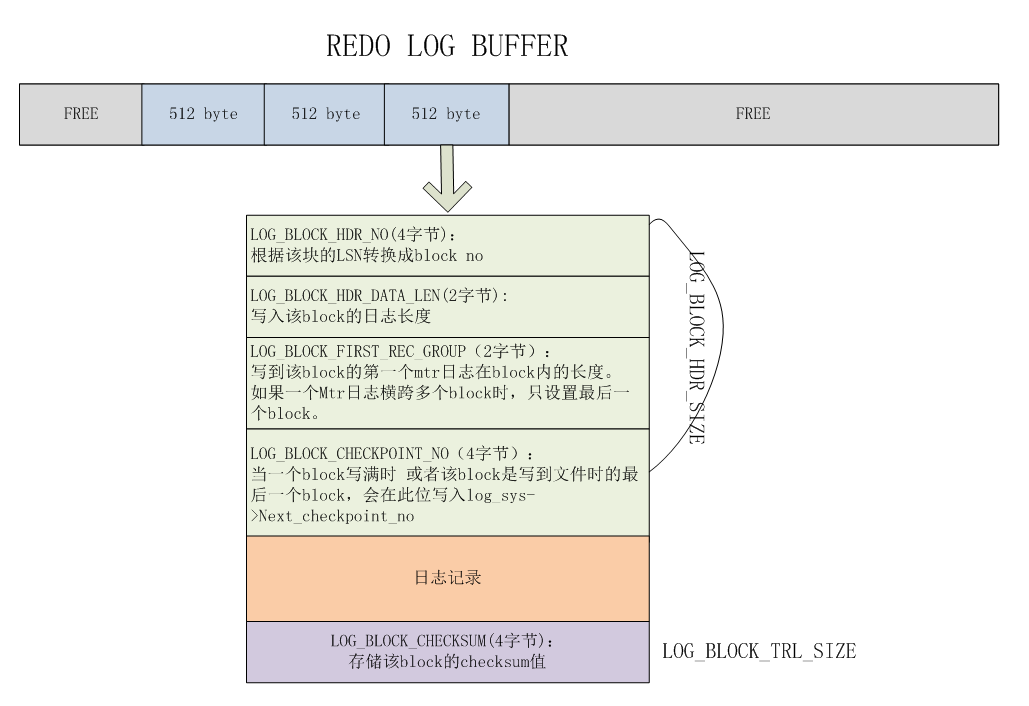 REDO LOG BUFFER
FREE
512 byte
512 byte
512 byte
FREE
LOG_BLOCK_HDR_NO(4字节):
根据该块的LSN转换成block no
LOG_BLOCK_HDR_DATA_LEN(2字节):
写入该block的日志长度
LOG_BLOCK_FIRST_REC_GROUP（2字节）:
写到该block的第一个mtr日志在block内的长度。
如果一个Mtr日志横跨多个block时，只设置最后一
个block。
LOG_BLOCK_CHECKPOINT_NO（4字节）:
当一个block写满时 或者该block是写到文件时的最
后一个block，会在此位写入log_sys-
>Next_checkpoint_no
LOG_BLOCK_HDR_SIZE
日志记录
LOG_BLOCK_CHECKSUM(4字节):
存储该block的checksum值
LOG_BLOCK_TRL_SIZE